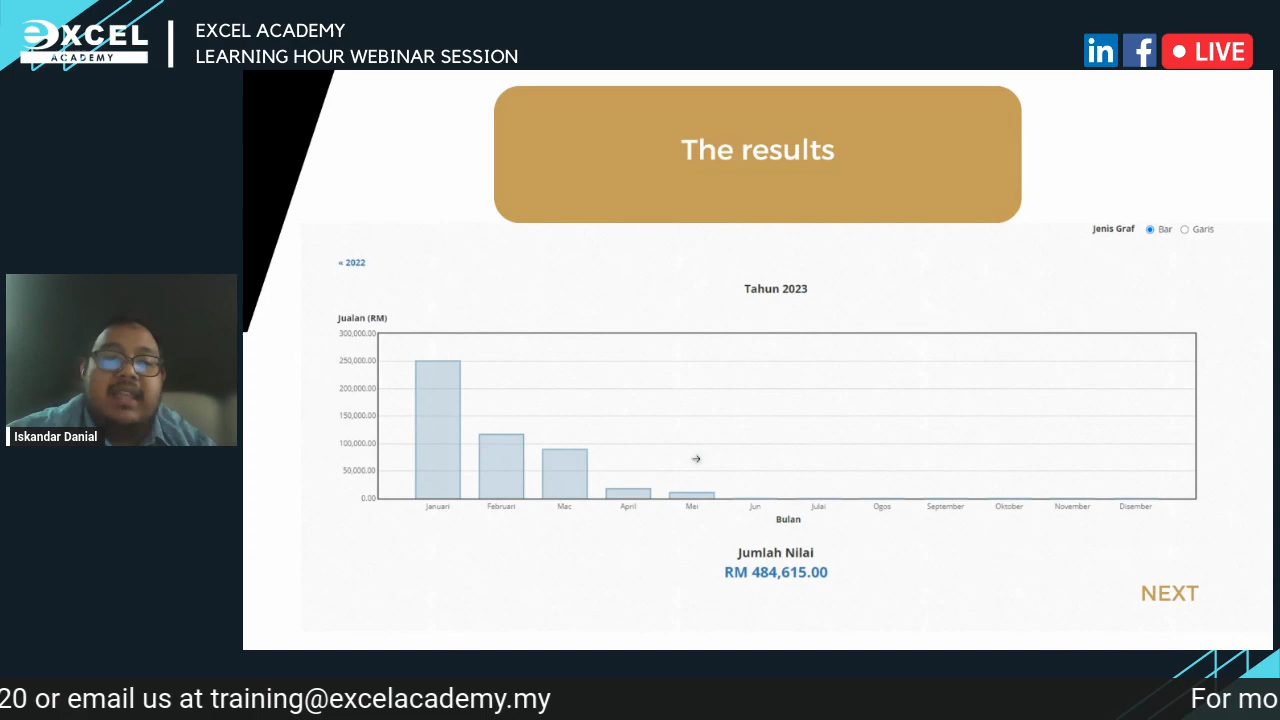 eXCEL
ACADEMY
EXCEL ACADEMY
LEARNING HOUR WEBINAR SESSION
in
f
LIVE
The results
Jenis Graf Bar Garis
« 2022
Tahun 2023
Jualan (RM)
300,000.00
250,000.00
200,000.00
150,000.00
100,000.00
50,000.00
0.00
Januari Februari Mac April Mei Jun Julai Ogos September Oktober November Disember
Bulan
Jumlah Nilai
RM 484,615.00
NEXT
Iskandar Danial
20 or email us at training@excelacademy.my
For mo